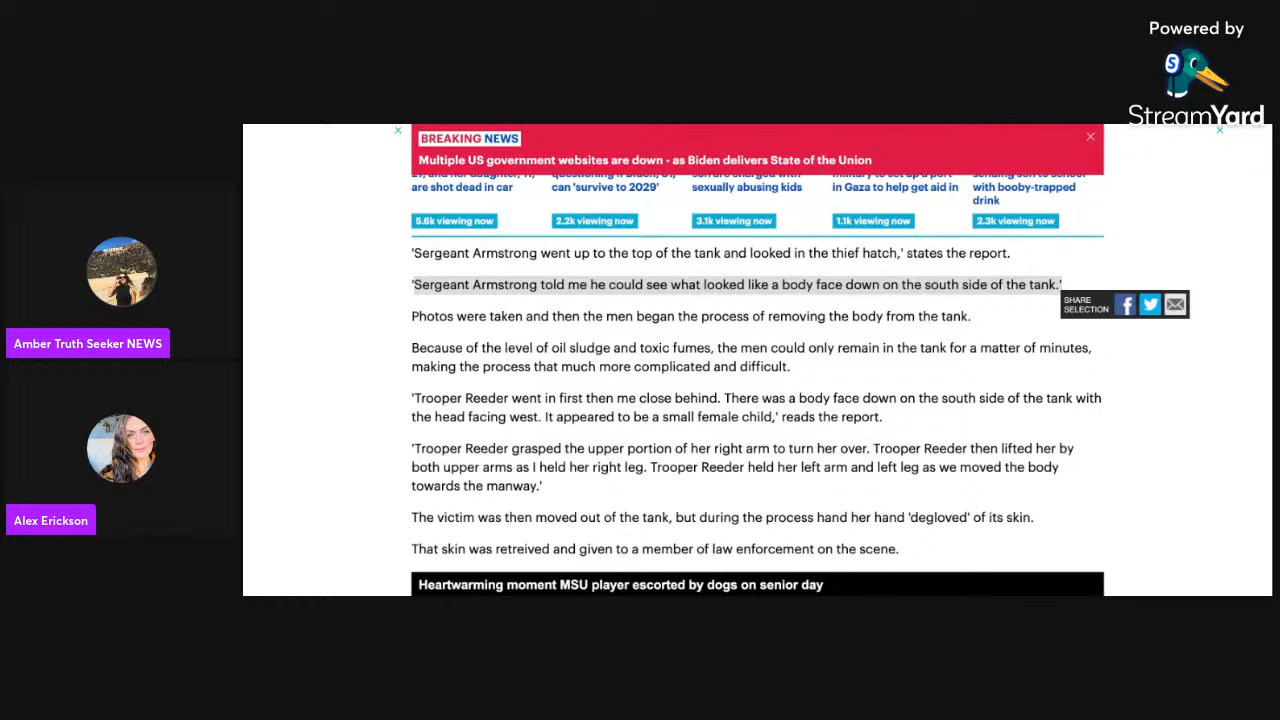 Powered by
StreamYard
BREAKING NEWS
Multiple US government websites are down - as Biden delivers State of the Union
are shot dead in car
can 'survive to 2029'
sexually abusing kids
in Gaza to help get aid in
with booby-trapped
drink
5.6k viewing now
2.2k viewing now
3.1k viewing now
1.1k viewing now
2.3k viewing now
'Sergeant Armstrong went up to the top of the tank and looked in the thief hatch,' states the report.
'Sergeant Armstrong told me he could see what looked like a body face down on the south side of the tank.'
SHARE
SELECTION
Photos were taken and then the men began the process of removing the body from the tank.
Because of the level of oil sludge and toxic fumes, the men could only remain in the tank for a matter of minutes,
making the process that much more complicated and difficult.
'Trooper Reeder went in first then me close behind. There was a body face down on the south side of the tank with
the head facing west. It appeared to be a small female child,' reads the report.
'Trooper Reeder grasped the upper portion of her right arm to turn her over. Trooper Reeder then lifted her by
both upper arms as I held her right leg. Trooper Reeder held her left arm and left leg as we moved the body
towards the manway.'
The victim was then moved out of the tank, but during the process hand her hand 'degloved' of its skin.
That skin was retreived and given to a member of law enforcement on the scene.
Heartwarming moment MSU player escorted by dogs on senior day
Amber Truth Seeker NEWS
Alex Erickson